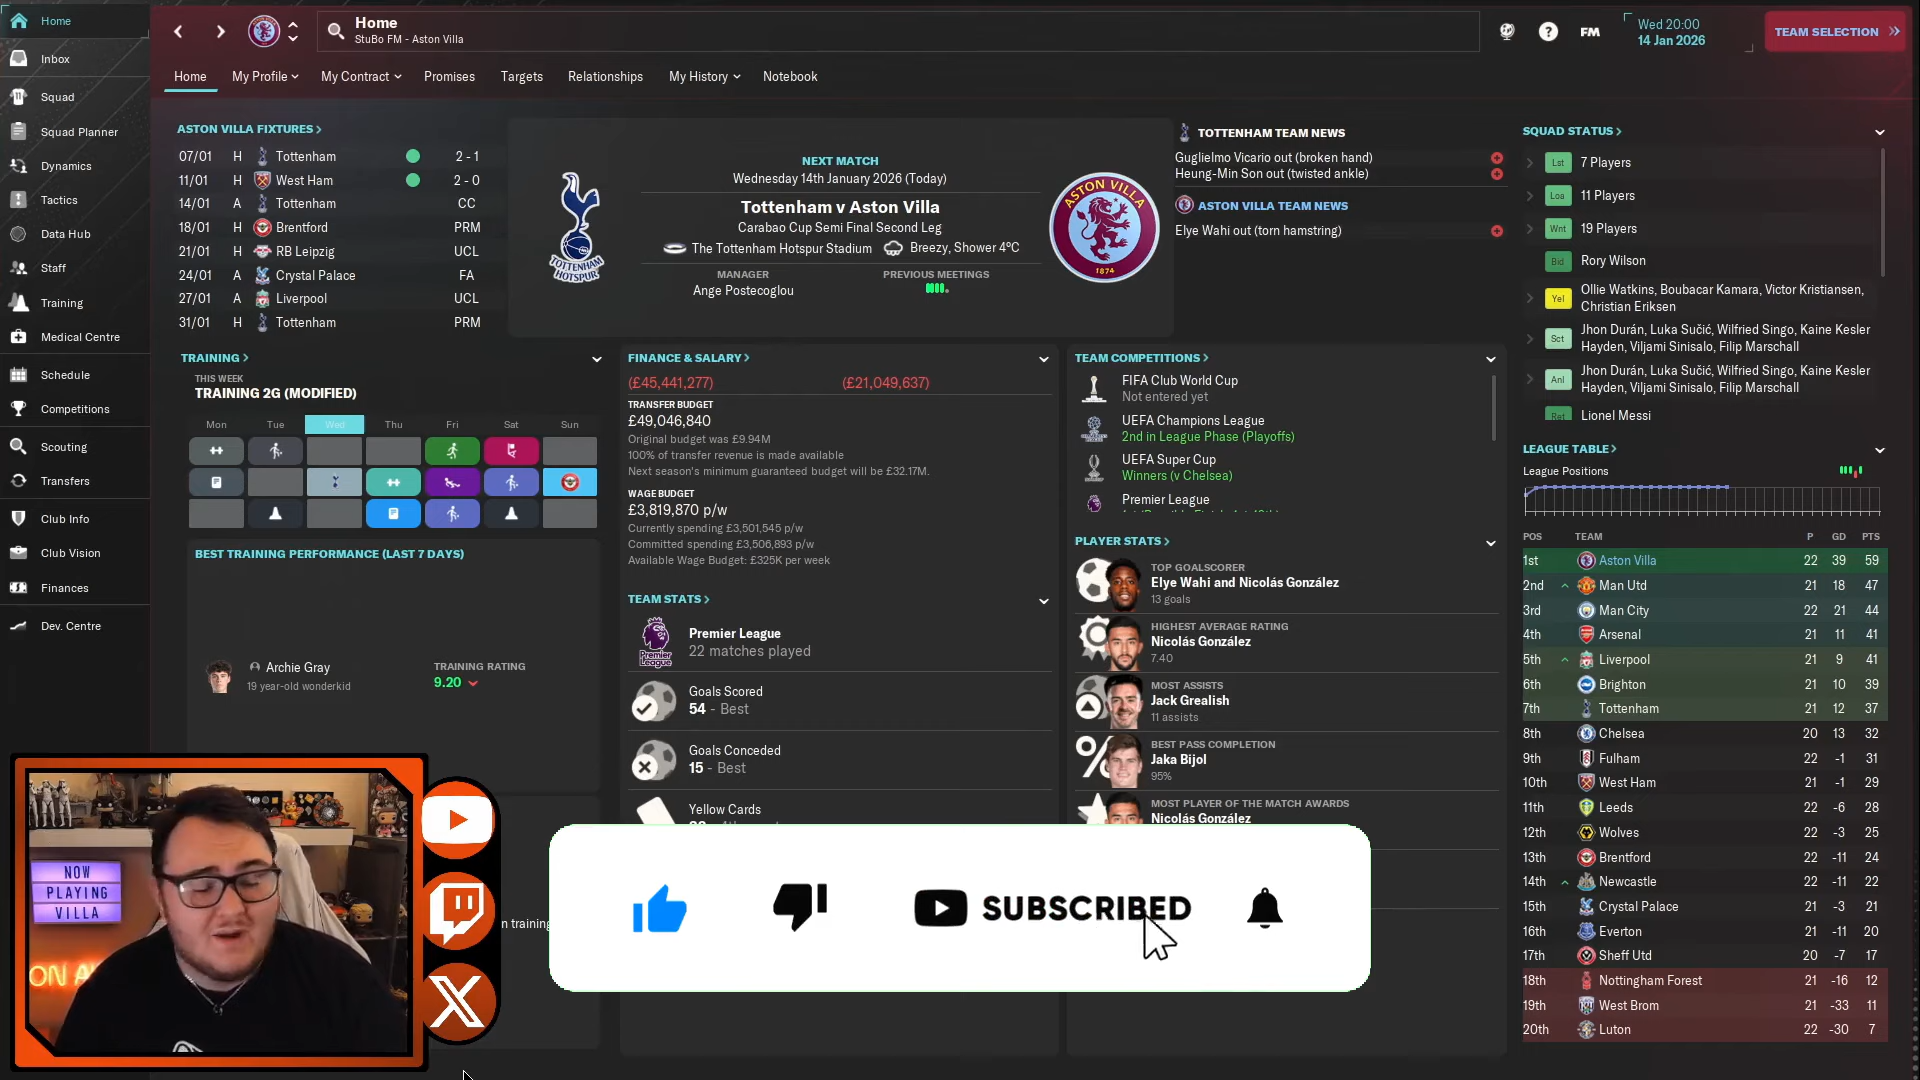 Home
Inbox
Squad
Squad Planner
Dynamics
Tactics
Data Hub
Staff
Training
Medical Centre
Schedule
Competitions
Scouting
Transfers
Club Info
Club Vision
Finances
Dev. Centre
Home
StuBo FM - Aston Villa
FM
Wed 20:00
14 Jan 2026
TEAM SELECTION
Home
My Profile
My Contract
Promises
Targets
Relationships
My History
Notebook
ASTON VILLA FIXTURES >
07/01 H Tottenham 2 - 1
11/01 H West Ham 2 - 0
14/01 A Tottenham CC
18/01 H Brentford PRM
21/01 H RB Leipzig UCL
24/01 A Crystal Palace FA
27/01 A Liverpool UCL
31/01 H Tottenham PRM
TOTTENHAM
HOTSPUR
NEXT MATCH
Wednesday 14th January 2026 (Today)
Tottenham v Aston Villa
Carabao Cup Semi Final Second Leg
The Tottenham Hotspur Stadium Breezy, Shower 4°C
MANAGER
Ange Postecoglou
PREVIOUS MEETINGS
ASTON VILLA
1874
TOTTENHAM TEAM NEWS
Guglielmo Vicario out (broken hand)
Heung-Min Son out (twisted ankle)
ASTON VILLA TEAM NEWS
Elye Wahi out (torn hamstring)
SQUAD STATUS >
Lst 7 Players
Loa 11 Players
Wnt 19 Players
Bid Rory Wilson
Yel Ollie Watkins, Boubacar Kamara, Victor Kristiansen,
Christian Eriksen
Sct Jhon Durán, Luka Sučić, Wilfried Singo, Kaine Kesler
Hayden, Viljami Sinisalo, Filip Marschall
Anl Jhon Durán, Luka Sučić, Wilfried Singo, Kaine Kesler
Hayden, Viljami Sinisalo, Filip Marschall
Ret Lionel Messi
TRAINING >
THIS WEEK
TRAINING 2G (MODIFIED)
Mon Tue Wed Thu Fri Sat Sun
BEST TRAINING PERFORMANCE (LAST 7 DAYS)
Archie Gray
19 year-old wonderkid
TRAINING RATING
9.20
n training
FINANCE & SALARY >
(£45,441,277) (£21,049,637)
TRANSFER BUDGET
£49,046,840
Original budget was £9.94M
100% of transfer revenue is made available
Next season's minimum guaranteed budget will be £32.17M.
WAGE BUDGET
£3,819,870 p/w
Currently spending £3,501,545 p/w
Committed spending £3,506,893 p/w
Available Wage Budget: £325K per week
TEAM STATS >
Premier League
22 matches played
Goals Scored
54 - Best
Goals Conceded
15 - Best
Yellow Cards
TEAM COMPETITIONS >
FIFA Club World Cup
Not entered yet
UEFA Champions League
2nd in League Phase (Playoffs)
UEFA Super Cup
Winners (v Chelsea)
Premier League
PLAYER STATS >
TOP GOALSCORER
Elye Wahi and Nicolás González
13 goals
HIGHEST AVERAGE RATING
Nicolás González
7.40
MOST ASSISTS
Jack Grealish
11 assists
BEST PASS COMPLETION
Jaka Bijol
95%
MOST PLAYER OF THE MATCH AWARDS
Nicolás González
LEAGUE TABLE >
League Positions
POS TEAM P GD PTS
1st Aston Villa 22 39 59
2nd Man Utd 21 18 47
3rd Man City 22 21 44
4th Arsenal 21 11 41
5th Liverpool 21 9 41
6th Brighton 21 10 39
7th Tottenham 21 12 37
8th Chelsea 20 13 32
9th Fulham 22 -1 31
10th West Ham 21 -1 29
11th Leeds 22 -6 28
12th Wolves 22 -3 25
13th Brentford 22 -11 24
14th Newcastle 22 -11 22
15th Crystal Palace 21 -3 21
16th Everton 21 -11 20
17th Sheff Utd 20 -7 17
18th Nottingham Forest 21 -16 12
19th West Brom 21 -33 11
20th Luton 22 -30 7
NOW
PLAYING
VILLA
ON A
SUBSCRIBED